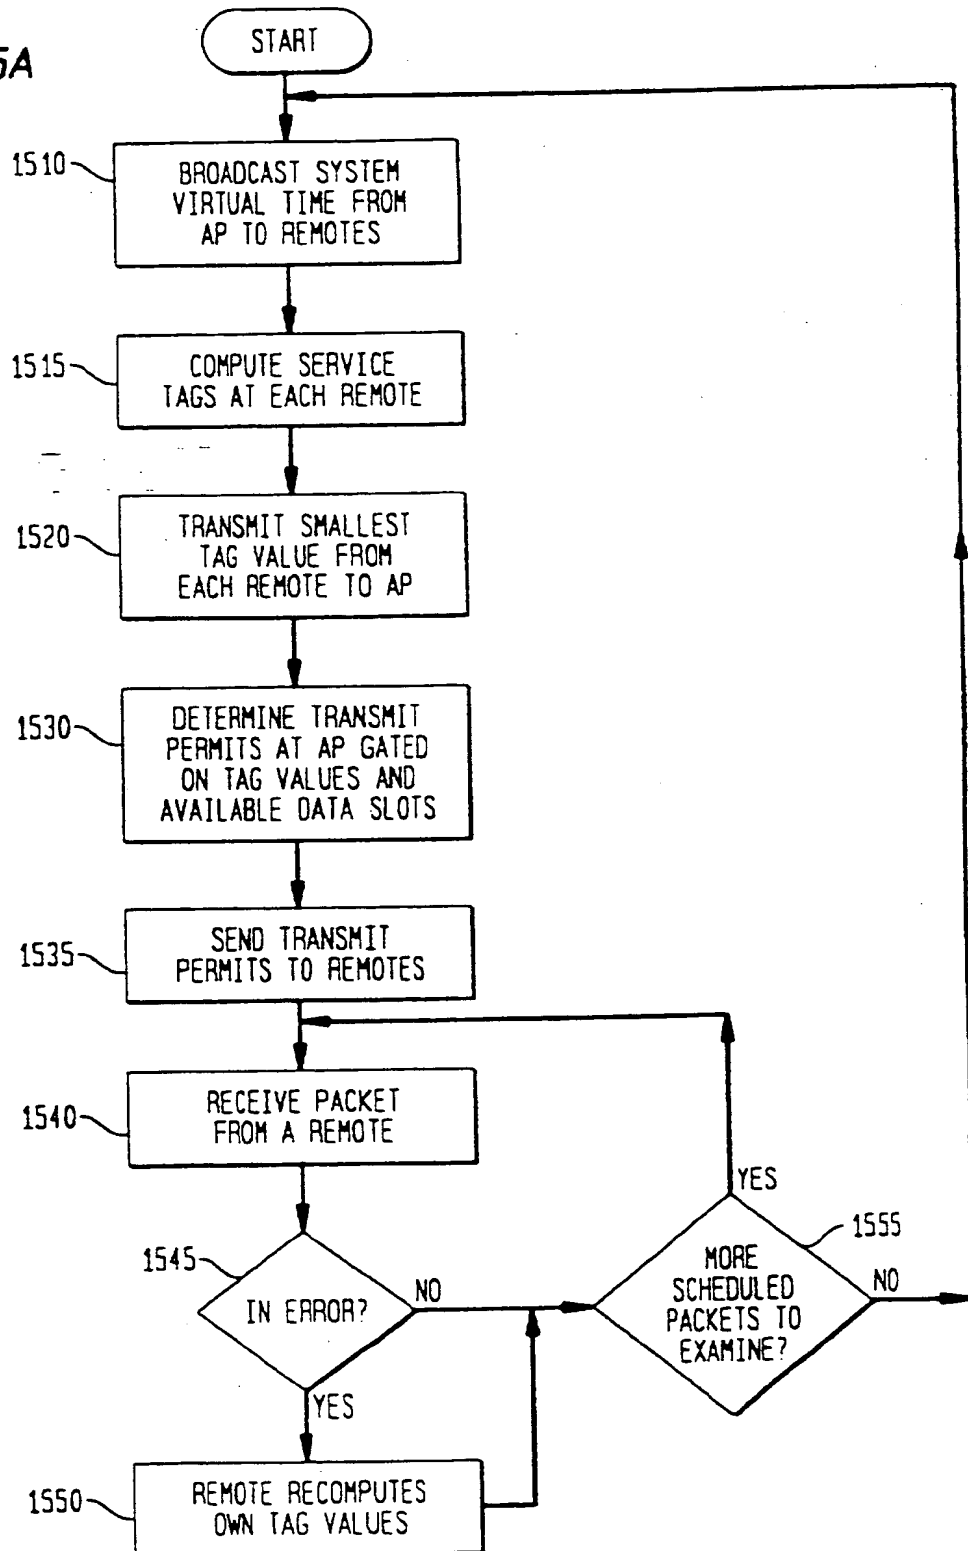 5A
START
1510
BROADCAST SYSTEM
VIRTUAL TIME FROM
AP TO REMOTES
1515
COMPUTE SERVICE
TAGS AT EACH REMOTE
1520
TRANSMIT SMALLEST
TAG VALUE FROM
EACH REMOTE TO AP
1530
DETERMINE TRANSMIT
PERMITS AT AP GATED
ON TAG VALUES AND
AVAILABLE DATA SLOTS
1535
SEND TRANSMIT
PERMITS TO REMOTES
1540
RECEIVE PACKET
FROM A REMOTE
1545
IN ERROR?
NO
YES
1550
REMOTE RECOMPUTES
OWN TAG VALUES
YES
1555
MORE
SCHEDULED
PACKETS TO
EXAMINE?
NO